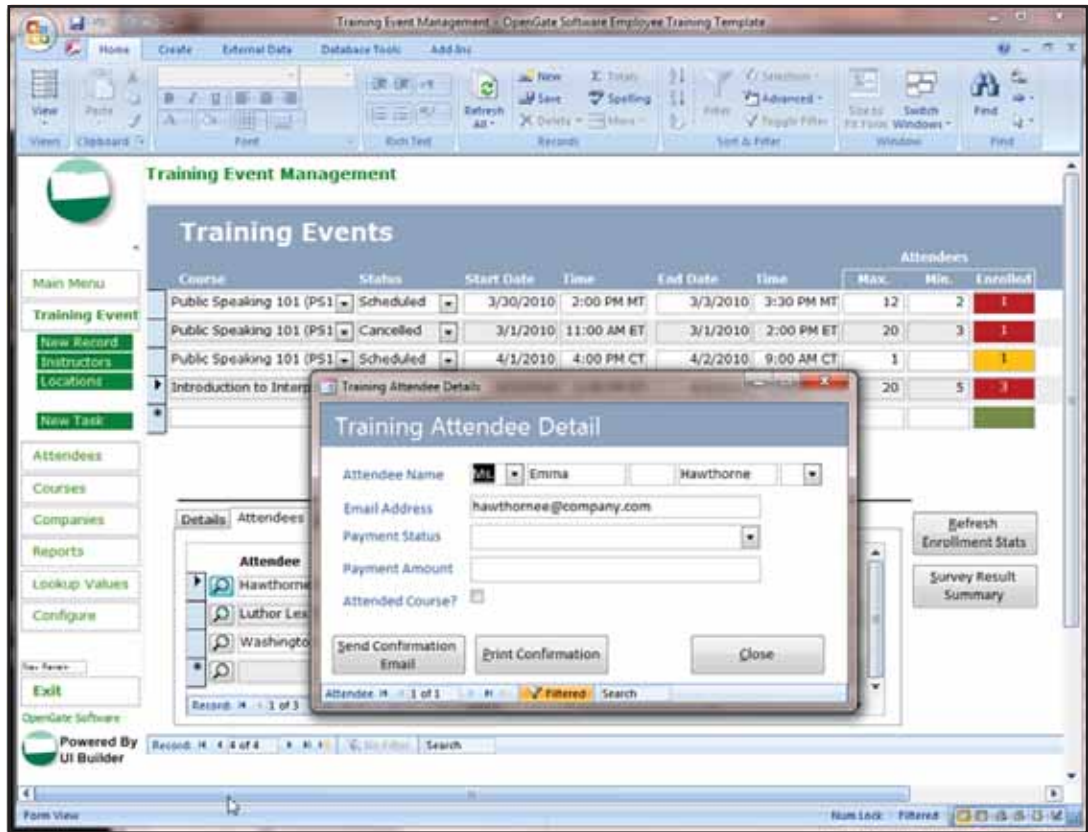 Training Event Management - OpenGate Software Employee Training Template
Home Create External Data Database Tools Add-Ins
View Paste
Refresh All
New Save Delete
Totals Spelling More
Filter Selection Advanced Toggle Filter
Size to Fit Form Switch Windows
Find
Views Clipboard Font Rich Text Records Sort & Filter Window Find
Training Event Management
Training Events
Attendees
Course Status Start Date Time End Date Time Max. Min. Enrolled
Public Speaking 101 (PS1 Scheduled 3/30/2010 2:00 PM MT 3/3/2010 3:30 PM MT 12 2 1
Public Speaking 101 (PS1 Cancelled 3/1/2010 11:00 AM ET 3/1/2010 2:00 PM ET 20 3 1
Public Speaking 101 (PS1 Scheduled 4/1/2010 4:00 PM CT 4/2/2010 9:00 AM CT 1 1
Introduction to Interp 20 5 3
Main Menu
Training Event
New Record
Instructors
Locations
New Task
Attendees
Courses
Companies
Reports
Lookup Values
Configure
Exit
OpenGate Software
Powered By
UI Builder
Training Attendee Details
Training Attendee Detail
Attendee Name Ms. Emma Hawthorne
Email Address hawthornee@company.com
Payment Status
Payment Amount
Attended Course?
Send Confirmation Email
Print Confirmation
Close
Attendee 1 of 1 Filtered Search
Details Attendees
Attendee
Hawthorne
Luthor Lex
Washingto
Record: 1 of 3
Refresh
Enrollment Stats
Survey Result
Summary
Record: 4 of 4 No Filter Search
Form View
Num Lock Filtered